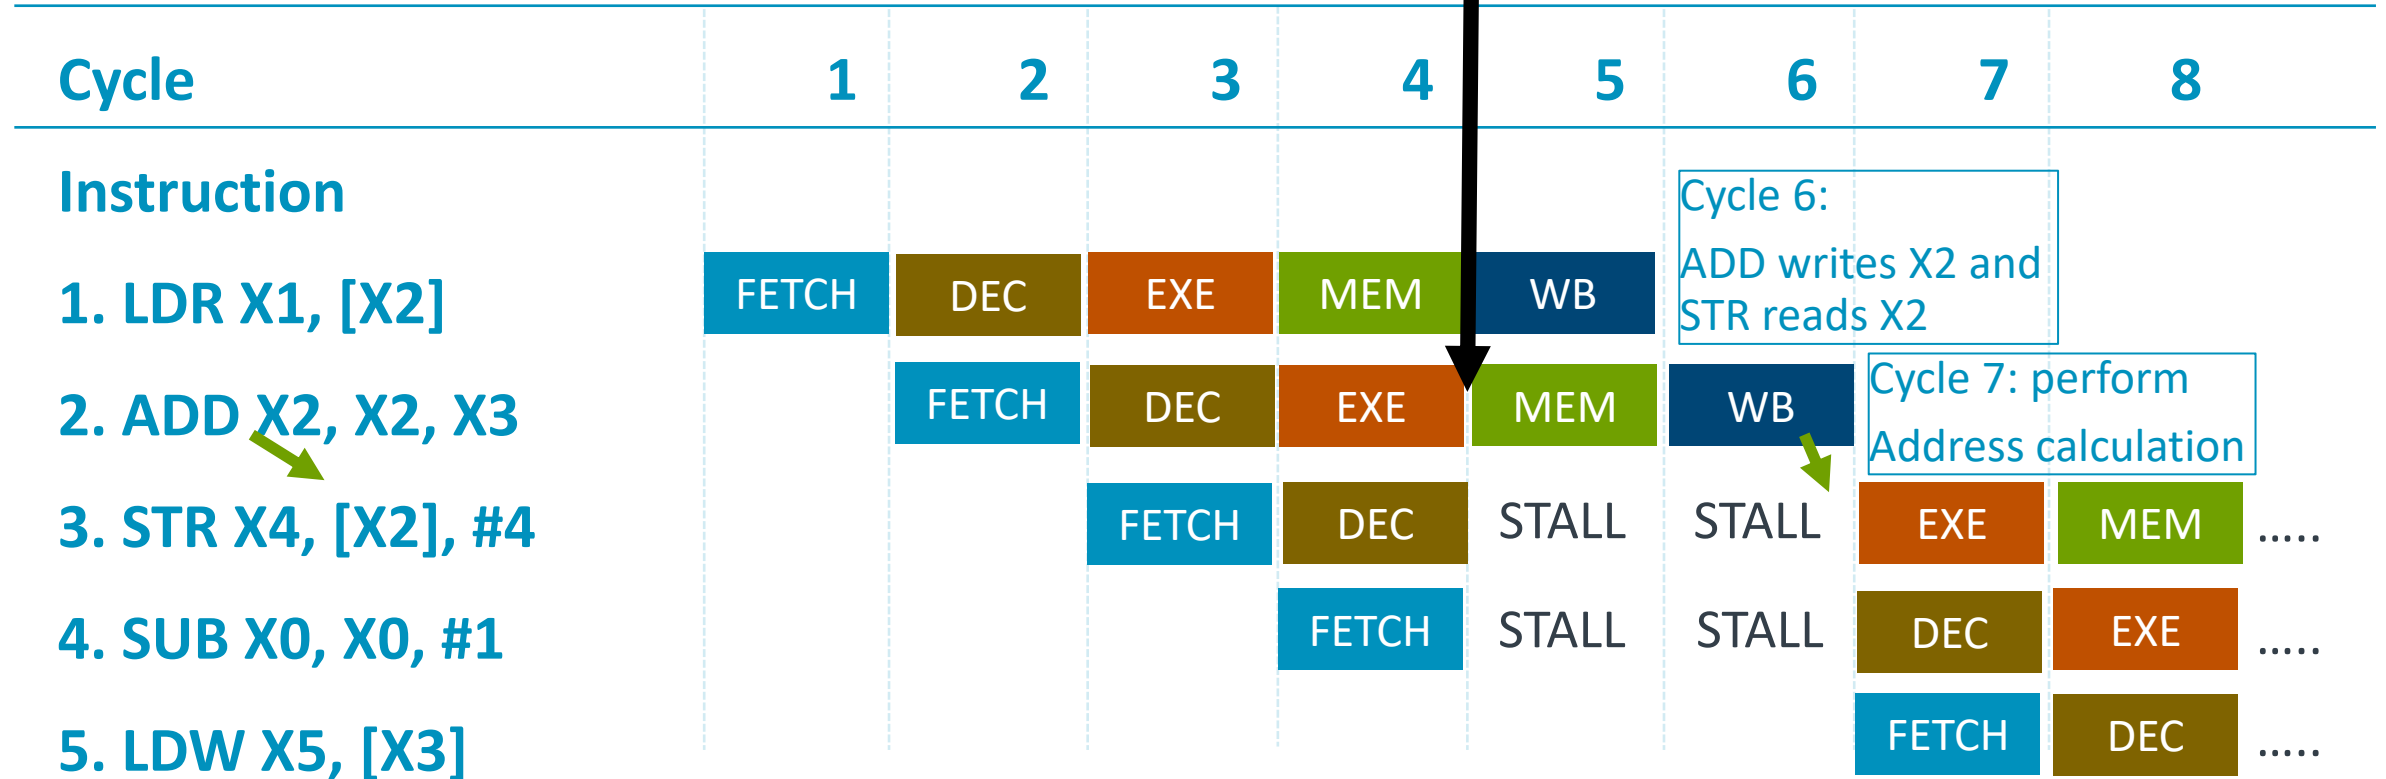 Cycle 1 2 3 4 5 6 7 8
Instruction
Cycle 6:
ADD writes X2 and
STR reads X2
1. LDR X1, [X2] FETCH DEC EXE MEM WB
Cycle 7: perform
Address calculation
2. ADD X2, X2, X3 FETCH DEC EXE MEM WB
3. STR X4, [X2], #4 FETCH DEC STALL STALL EXE MEM .....
4. SUB X0, X0, #1 FETCH STALL STALL DEC EXE .....
5. LDW X5, [X3] FETCH DEC .....